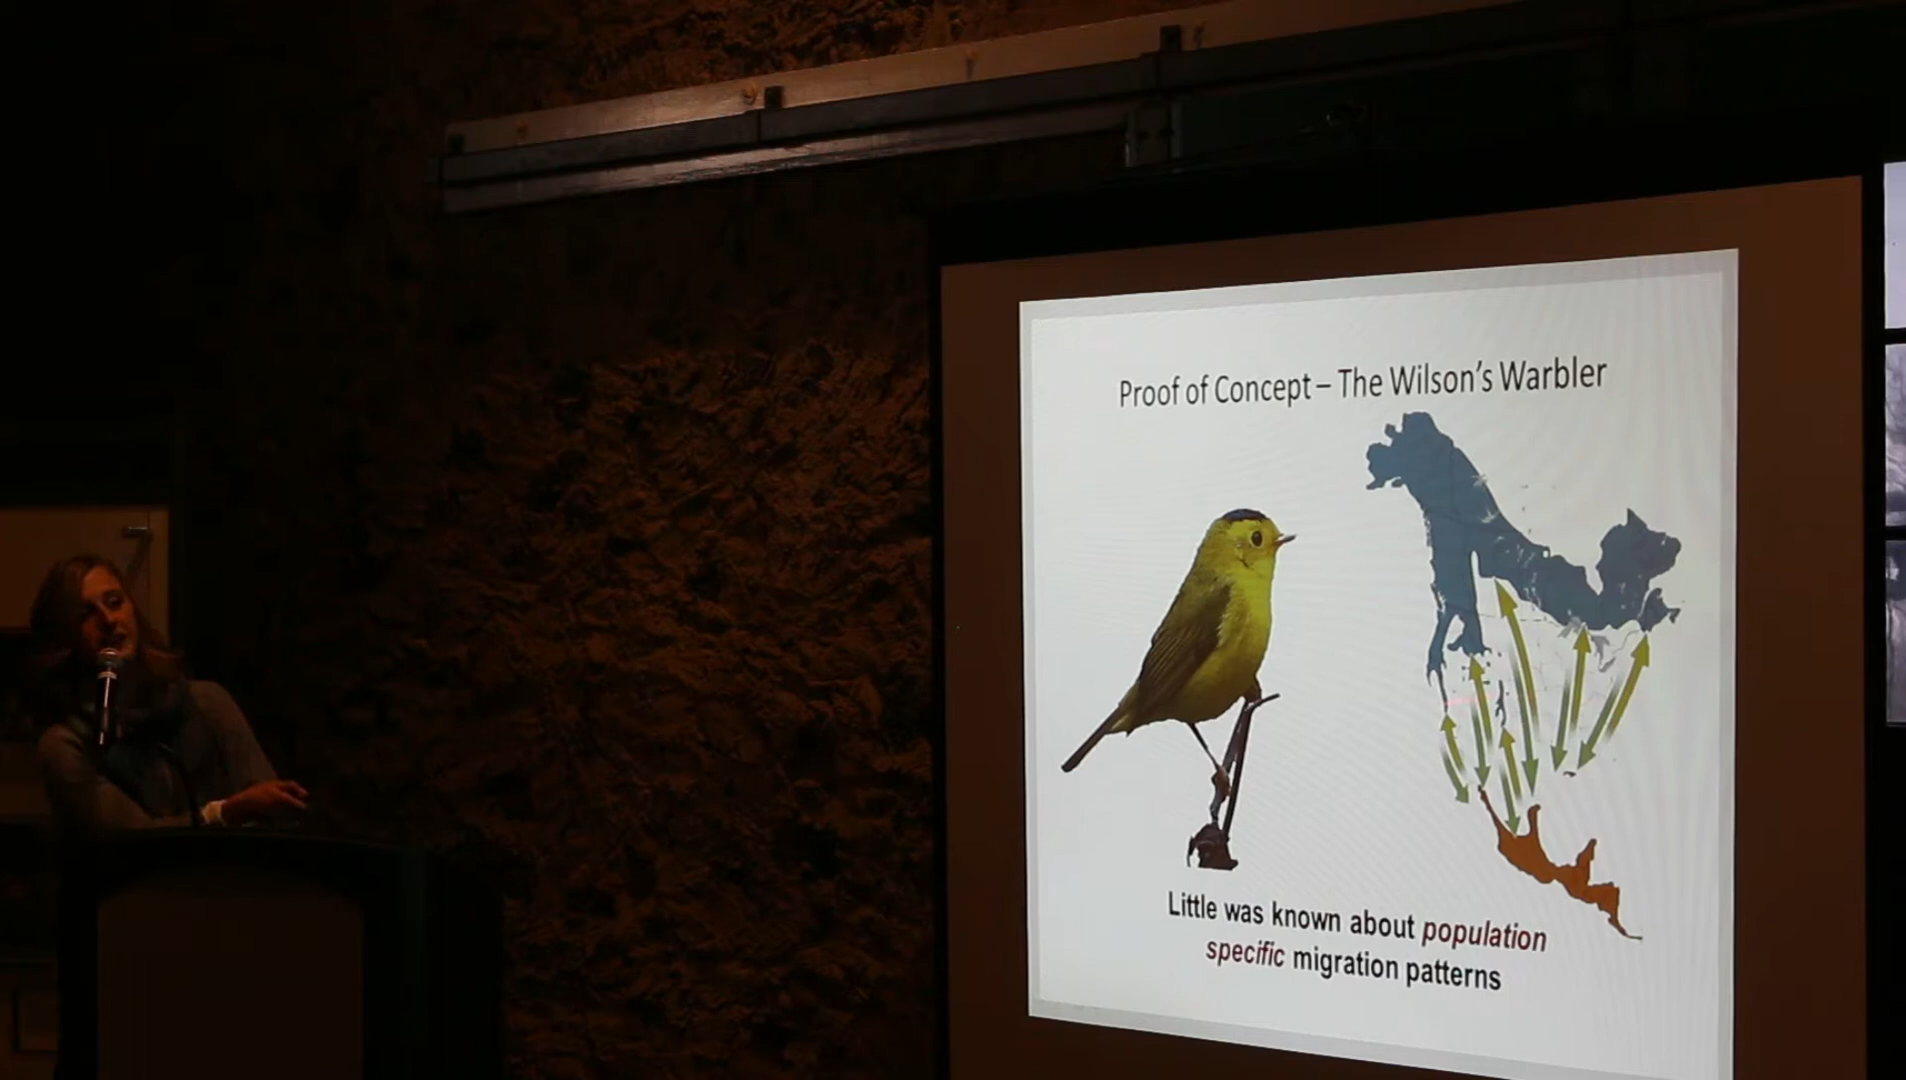 Proof of Concept – The Wilson's Warbler
Little was known about population
specific migration patterns